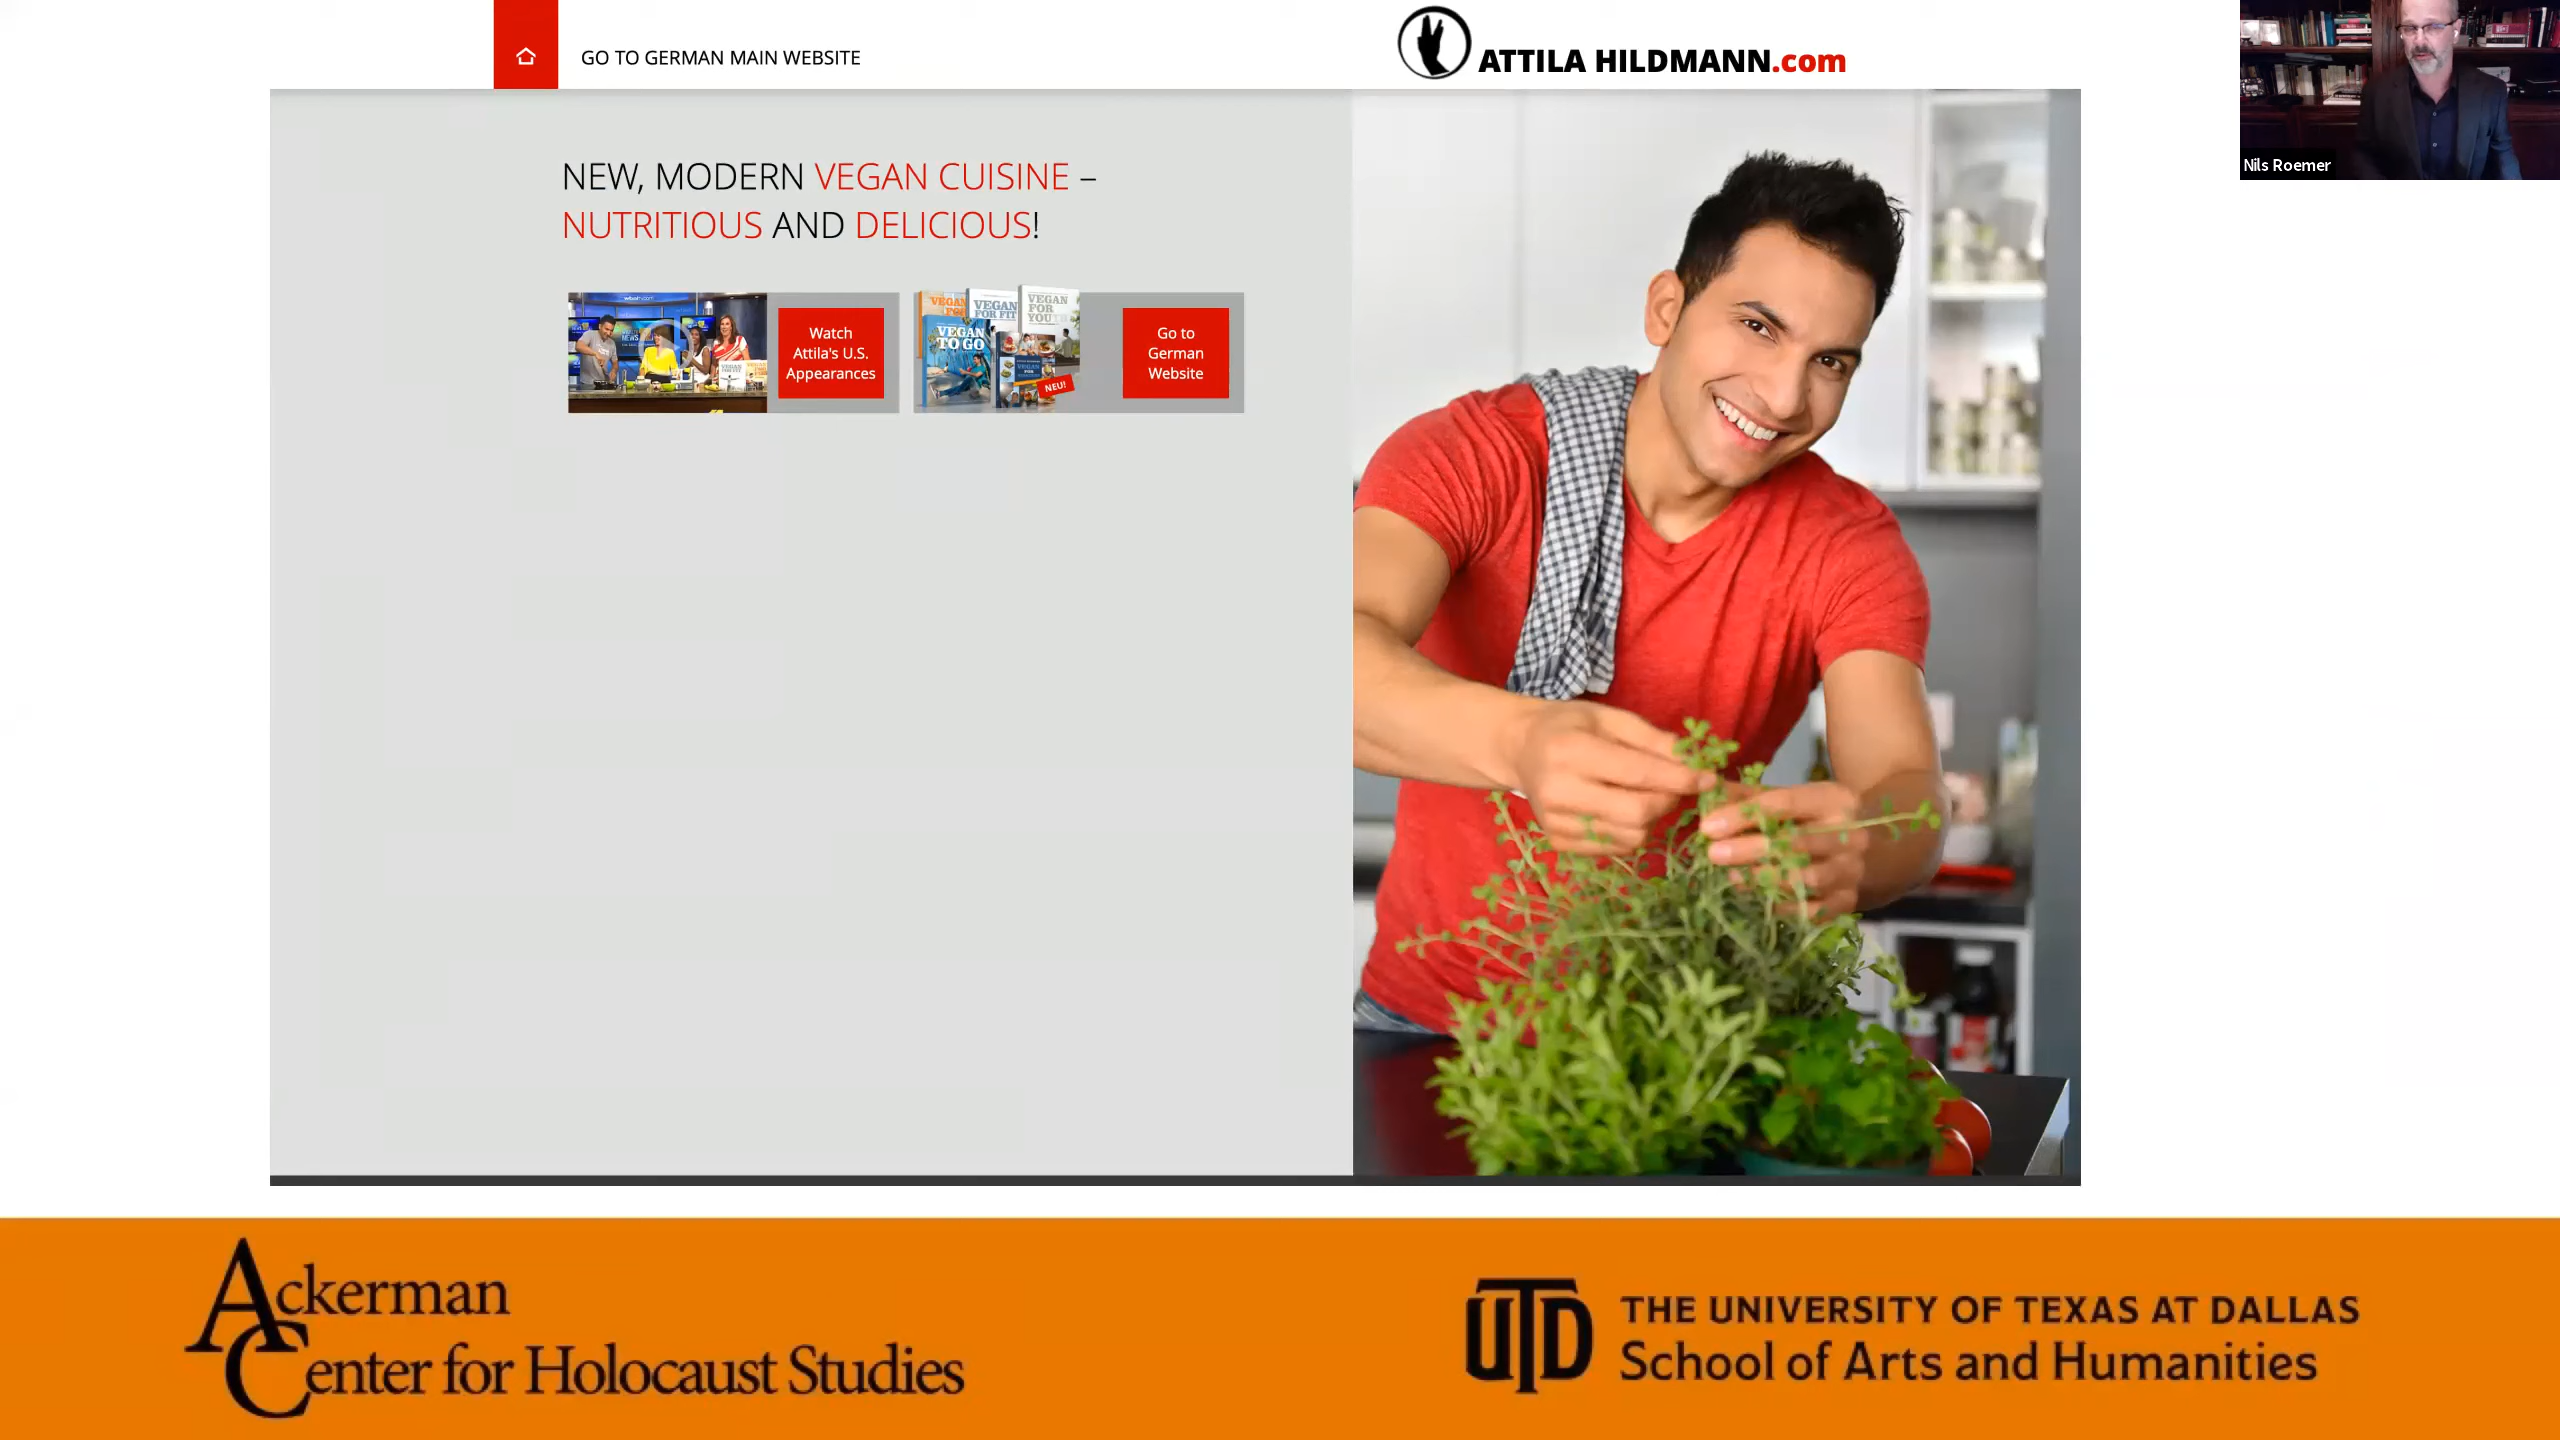 GO TO GERMAN MAIN WEBSITE
ATTILA HILDMANN.com
Nils Roemer
NEW, MODERN VEGAN CUISINE –
NUTRITIOUS AND DELICIOUS!
Watch
Attila's U.S.
Appearances
VEGAN
VEGAN
FOR FIT
VEGAN
FOR
YOUTH
VEGAN
TO GO
VEGAN
NEU!
Go to
German
Website
Ackerman
Center for Holocaust Studies
UTD
THE UNIVERSITY OF TEXAS AT DALLAS
School of Arts and Humanities